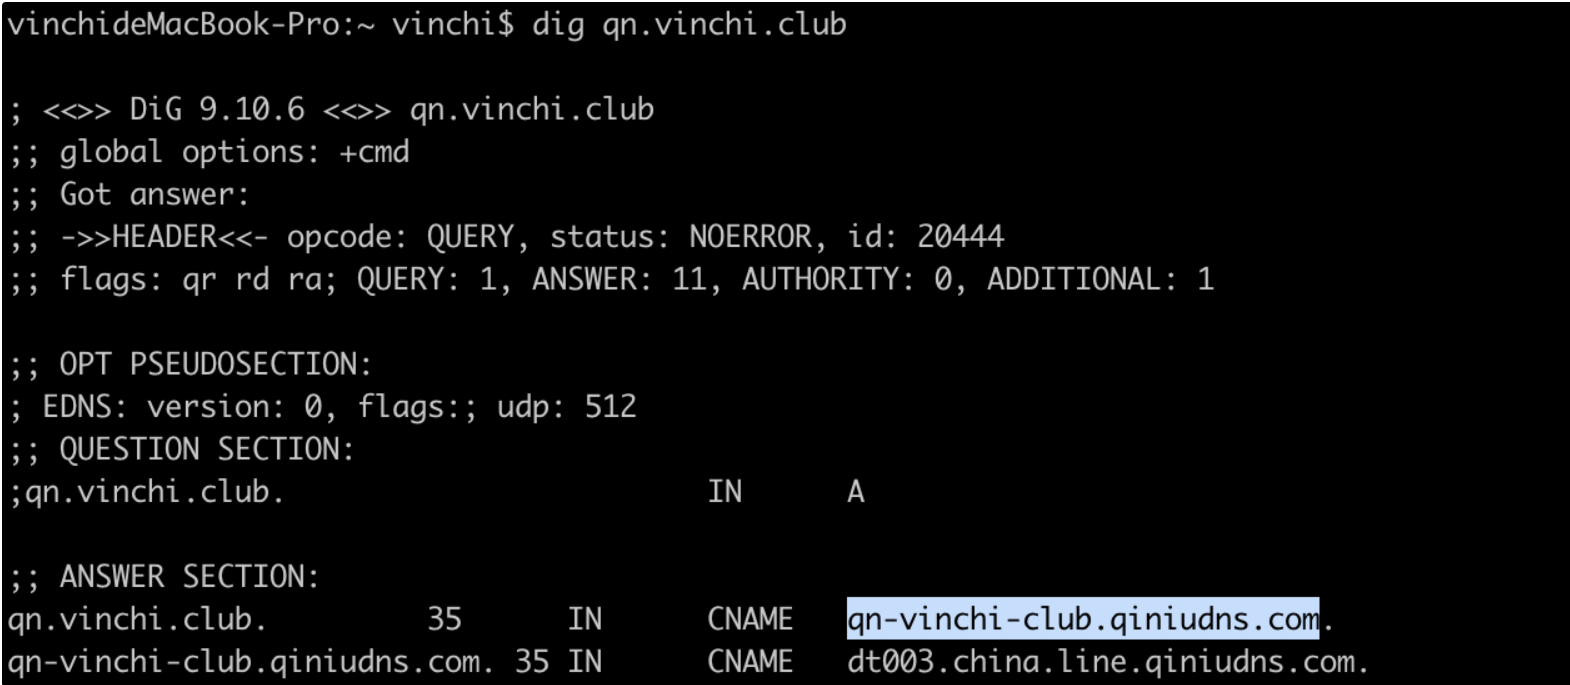 vinchideMacBook-Pro:~ vinchi$ dig qn.vinchi.club
; <<>> DiG 9.10.6 <<>> qn.vinchi.club
;; global options: +cmd
;; Got answer:
;; ->>HEADER<<- opcode: QUERY, status: NOERROR, id: 20444
;; flags: qr rd ra; QUERY: 1, ANSWER: 11, AUTHORITY: 0, ADDITIONAL: 1
;; OPT PSEUDOSECTION:
; EDNS: version: 0, flags:; udp: 512
;; QUESTION SECTION:
;qn.vinchi.club. IN A
;; ANSWER SECTION:
qn.vinchi.club. 35 IN CNAME qn-vinchi-club.qiniudns.com.
qn-vinchi-club.qiniudns.com. 35 IN CNAME dt003.china.line.qiniudns.com.